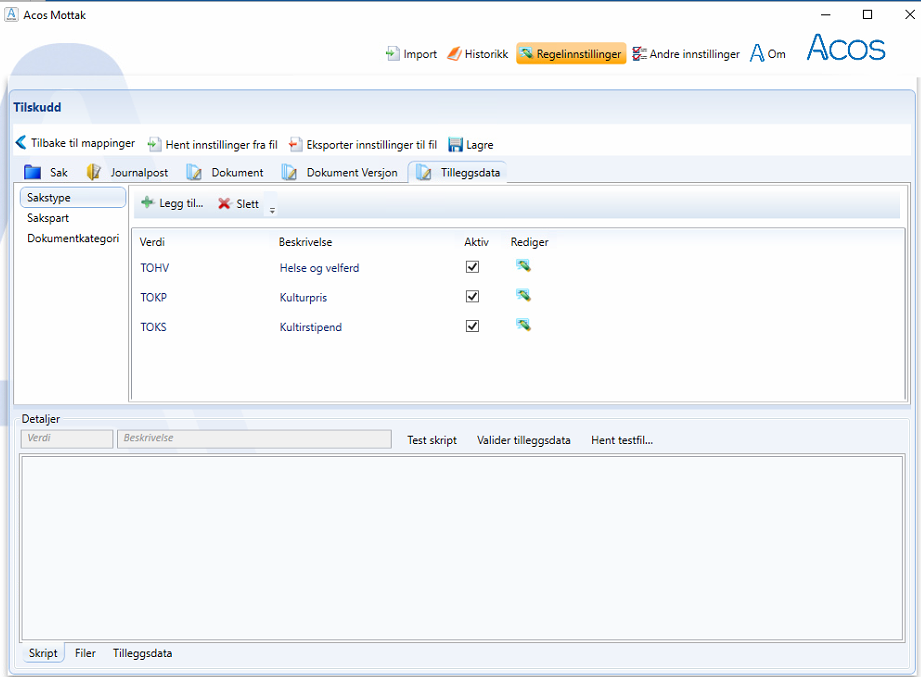 Acos Mottak
Import Historikk Regelinnstillinger Andre innstillinger Om Acos
Tilskudd
Tilbake til mappinger Hent innstillinger fra fil Eksporter innstillinger til fil Lagre
Sak Journalpost Dokument Dokument Versjon Tilleggsdata
Sakstype
Sakspart
Dokumentkategori
Legg til... Slett
Verdi Beskrivelse Aktiv Rediger
TOHV Helse og velferd
TOKP Kulturpris
TOKS Kultirstipend
Detaljer
Verdi Beskrivelse Test skript Valider tilleggsdata Hent testfil...
Skript Filer Tilleggsdata